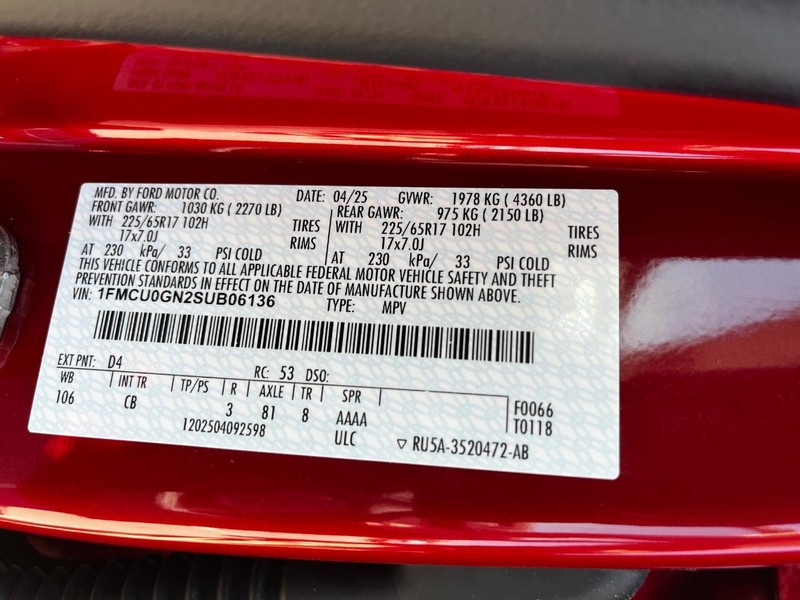 MFD. BY FORD MOTOR CO. DATE: 04/25 GVWR: 1978 KG ( 4360 LB)
FRONT GAWR: 1030 KG ( 2270 LB) REAR GAWR: 975 KG ( 2150 LB)
WITH 225/65R17 102H TIRES WITH 225/65R17 102H TIRES
17x7.0J RIMS 17x7.0J RIMS
AT 230 kPa/ 33 PSI COLD AT 230 kPa/ 33 PSI COLD
THIS VEHICLE CONFORMS TO ALL APPLICABLE FEDERAL MOTOR VEHICLE SAFETY AND THEFT
PREVENTION STANDARDS IN EFFECT ON THE DATE OF MANUFACTURE SHOWN ABOVE.
VIN: 1FMCU0GN2SUB06136 TYPE: MPV
EXT PNT: D4 RC: 53 DSO:
WB INT TR TP/PS R AXLE TR SPR
106 CB 3 81 8 AAAA F0066
1202504092598 ULC T0118
RU5A-3520472-AB